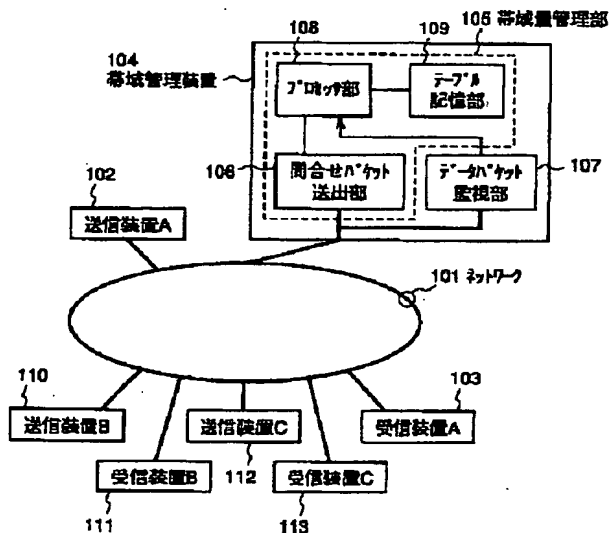 105 帯域量管理部
108
109
104
帯域管理装置
プロセッサ部
テーブル
記憶部
106
問合せパケット
送出部
データパケット
監視部
107
102
送信装置A
101 ネットワーク
110
103
送信装置B
送信装置C
受信装置A
受信装置B
112
受信装置C
111
113